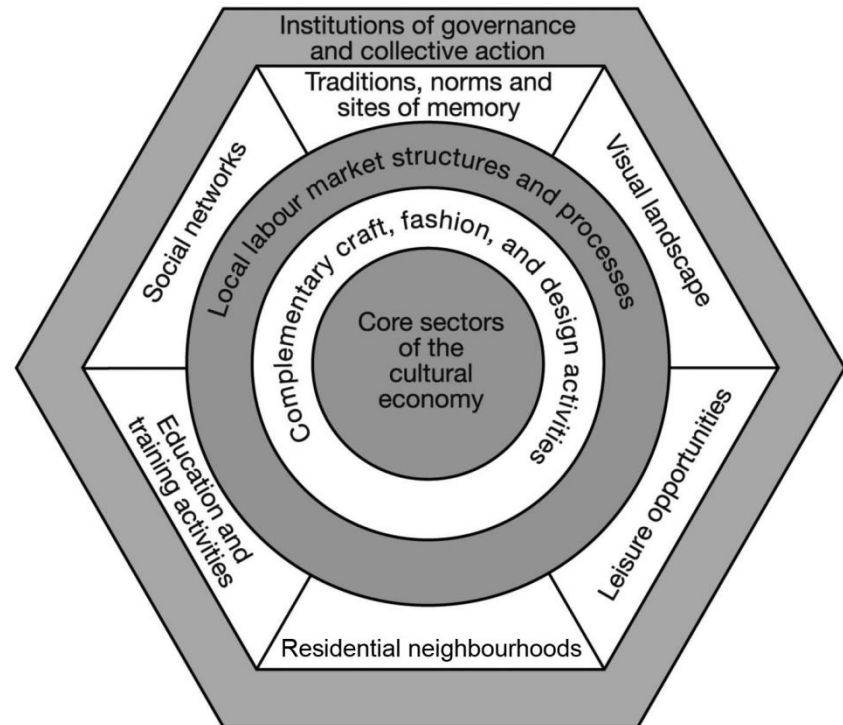 Institutions of governance
and collective action
Traditions, norms and
sites of memory
Social networks
Visual landscape
Local labour market structures and processes
Complementary craft, fashion, and design activities
Core sectors
of the
cultural
economy
Education and
training activities
Leisure opportunities
Residential neighbourhoods